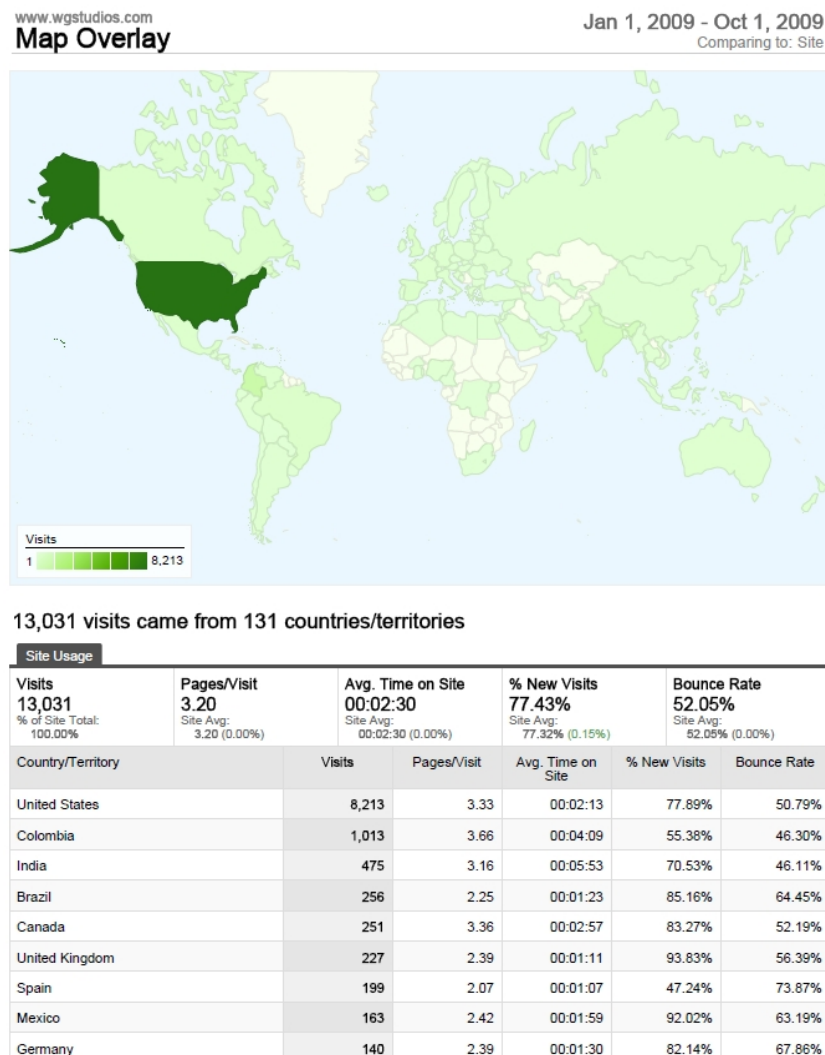 www.wgstudios.com
Map Overlay
Jan 1, 2009 - Oct 1, 2009
Comparing to: Site
Visits
1 8,213
13,031 visits came from 131 countries/territories
Site Usage
Visits Pages/Visit Avg. Time on Site % New Visits Bounce Rate
13,031 3.20 00:02:30 77.43% 52.05%
% of Site Total: Site Avg: Site Avg: Site Avg: Site Avg:
100.00% 3.20 (0.00%) 00:02:30 (0.00%) 77.32% (0.15%) 52.05% (0.00%)
Country/Territory Visits Pages/Visit Avg. Time on % New Visits Bounce Rate
Site
United States 8,213 3.33 00:02:13 77.89% 50.79%
Colombia 1,013 3.66 00:04:09 55.38% 46.30%
India 475 3.16 00:05:53 70.53% 46.11%
Brazil 256 2.25 00:01:23 85.16% 64.45%
Canada 251 3.36 00:02:57 83.27% 52.19%
United Kingdom 227 2.39 00:01:11 93.83% 56.39%
Spain 199 2.07 00:01:07 47.24% 73.87%
Mexico 163 2.42 00:01:59 92.02% 63.19%
Germany 140 2.39 00:01:30 82.14% 67.86%